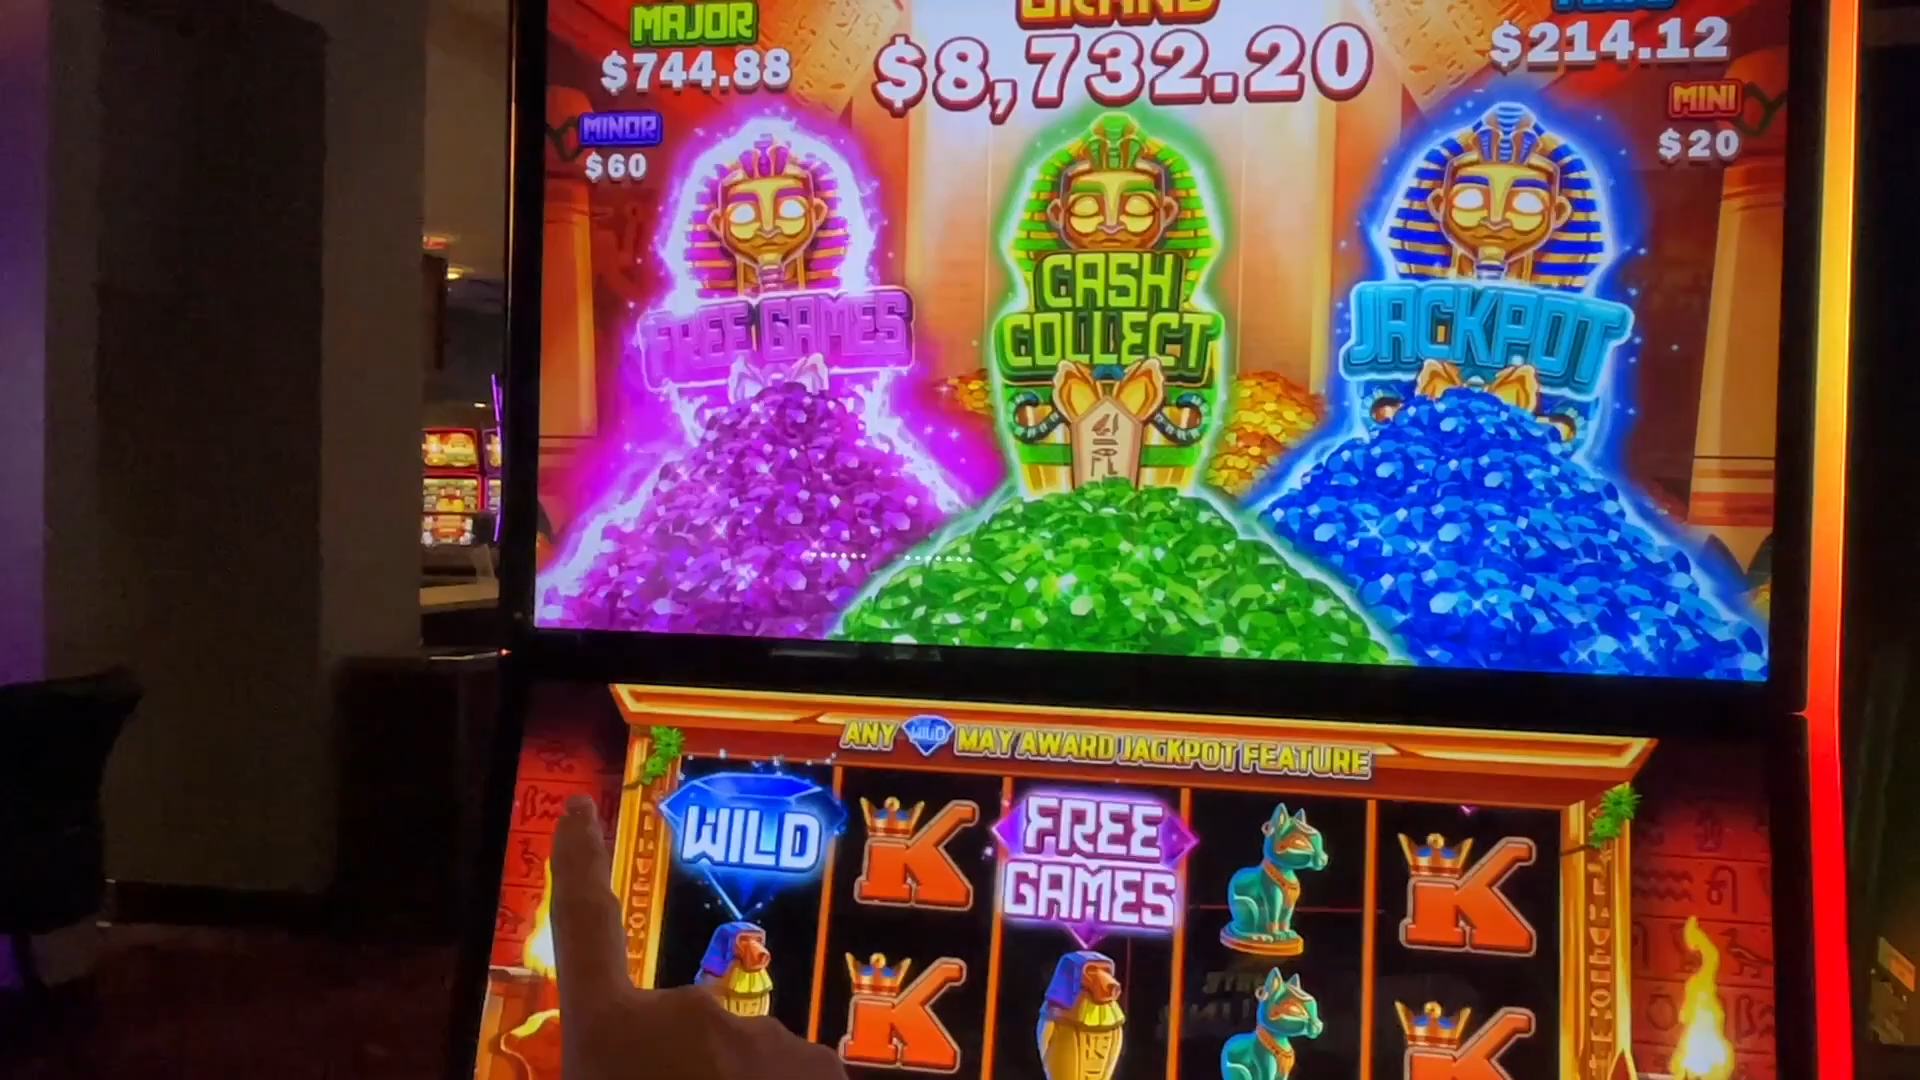 MAJOR
$744.88
GRAND
$8,732.20
$214.12
MINOR
$60
MINI
$20
FREE GAMES
CASH
COLLECT
JACKPOT
ANY WILD MAY AWARD JACKPOT FEATURE
WILD
K
FREE
GAMES
K
K
K